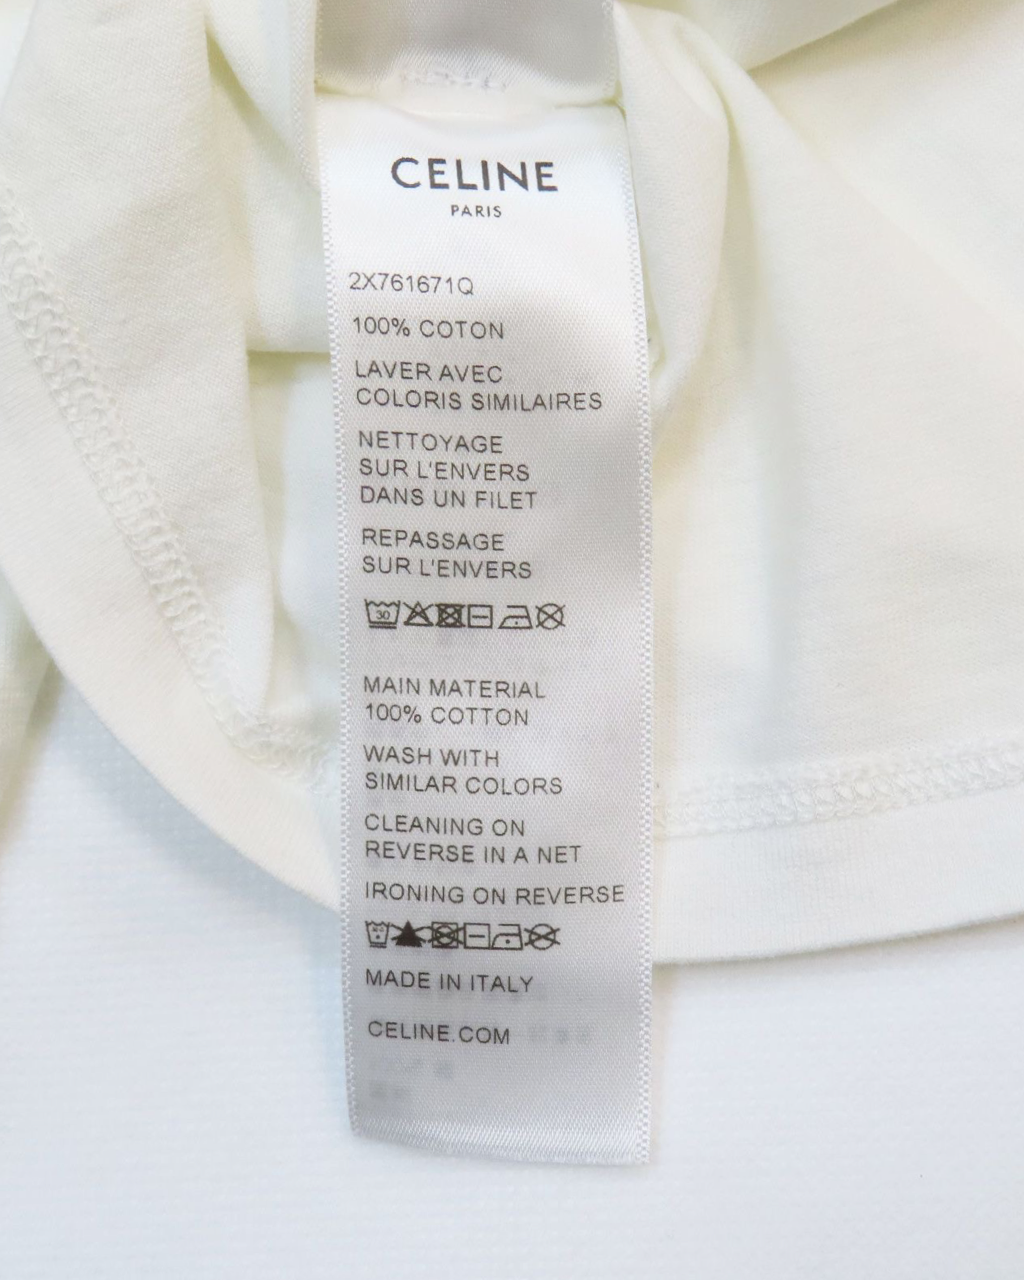 CELINE
PARIS
2X761671Q
100% COTON
LAVER AVEC
COLORIS SIMILAIRES
NETTOYAGE
SUR L'ENVERS
DANS UN FILET
REPASSAGE
SUR L'ENVERS
30
MAIN MATERIAL
100% COTTON
WASH WITH
SIMILAR COLORS
CLEANING ON
REVERSE IN A NET
IRONING ON REVERSE
MADE IN ITALY
CELINE.COM